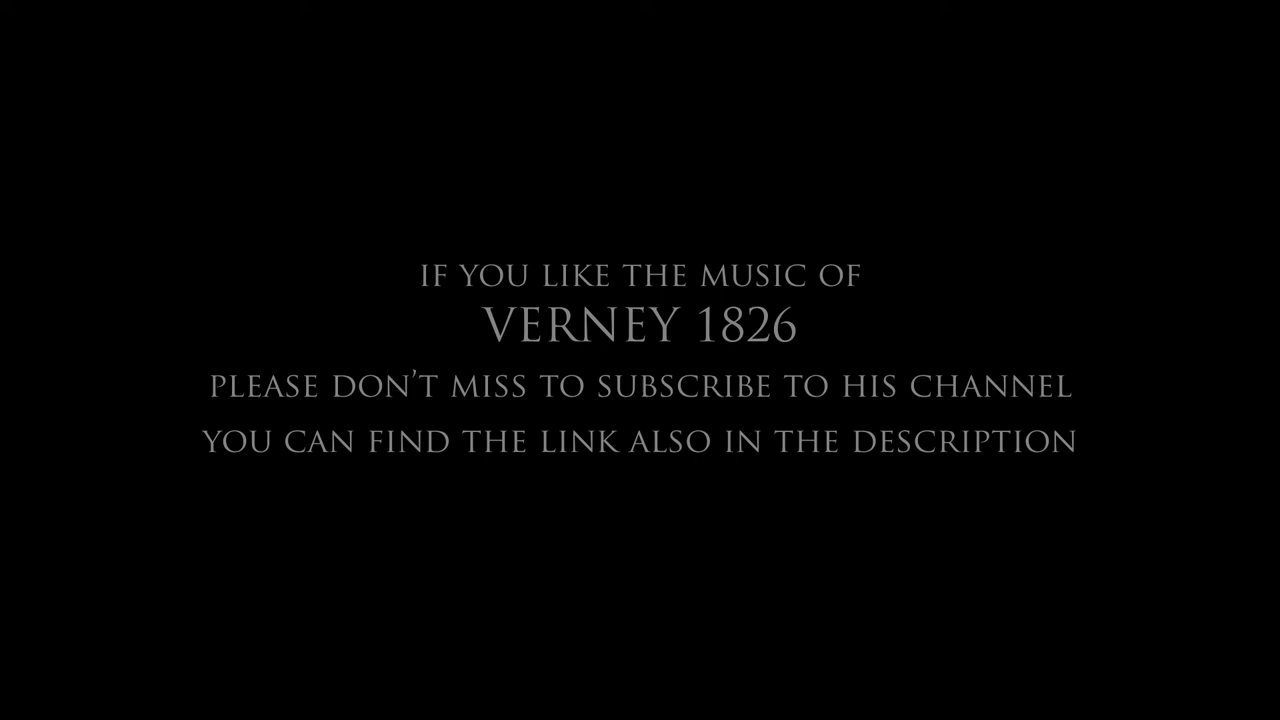 IF YOU LIKE THE MUSIC OF
VERNEY 1826
PLEASE DON’T MISS TO SUBSCRIBE TO HIS CHANNEL
YOU CAN FIND THE LINK ALSO IN THE DESCRIPTION